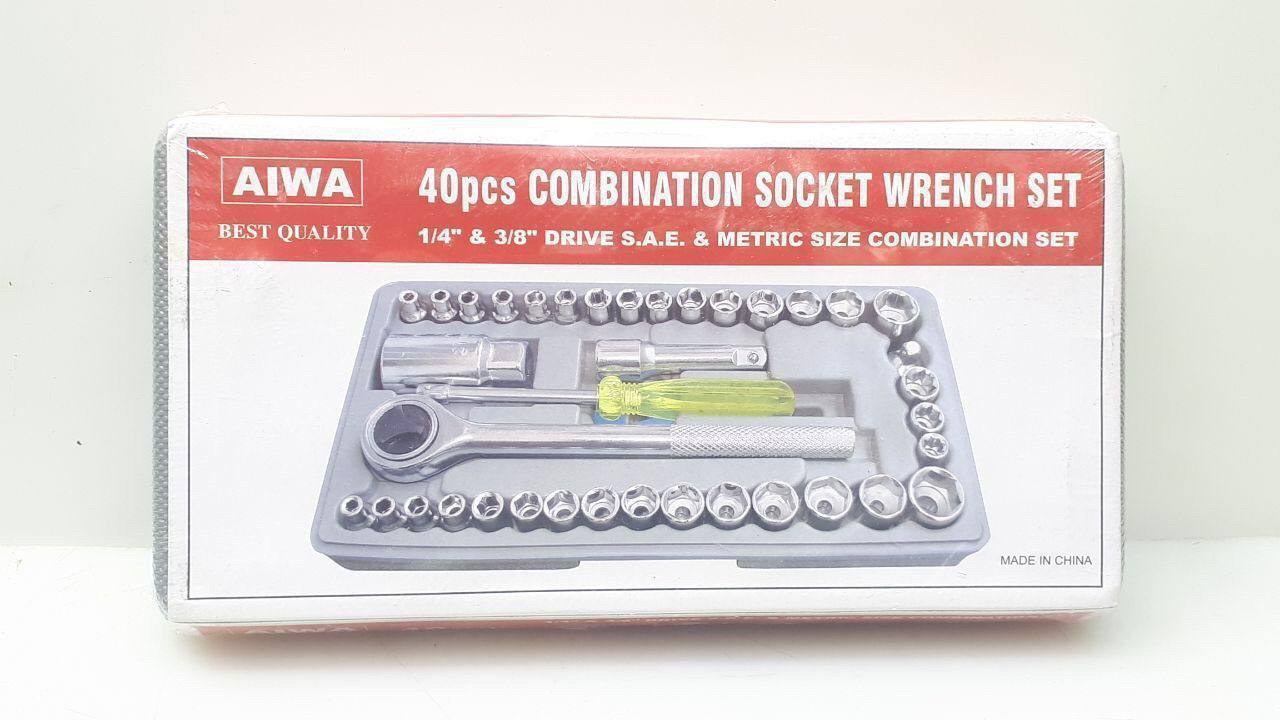 AIWA
BEST QUALITY
40pcs COMBINATION SOCKET WRENCH SET
1/4" & 3/8" DRIVE S.A.E. & METRIC SIZE COMBINATION SET
MADE IN CHINA
AIWA